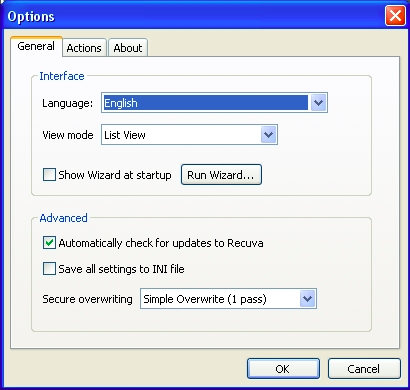 Options
General Actions About
Interface
Language: English
View mode List View
Show Wizard at startup Run Wizard...
Advanced
Automatically check for updates to Recuva
Save all settings to INI file
Secure overwriting Simple Overwrite (1 pass)
OK Cancel